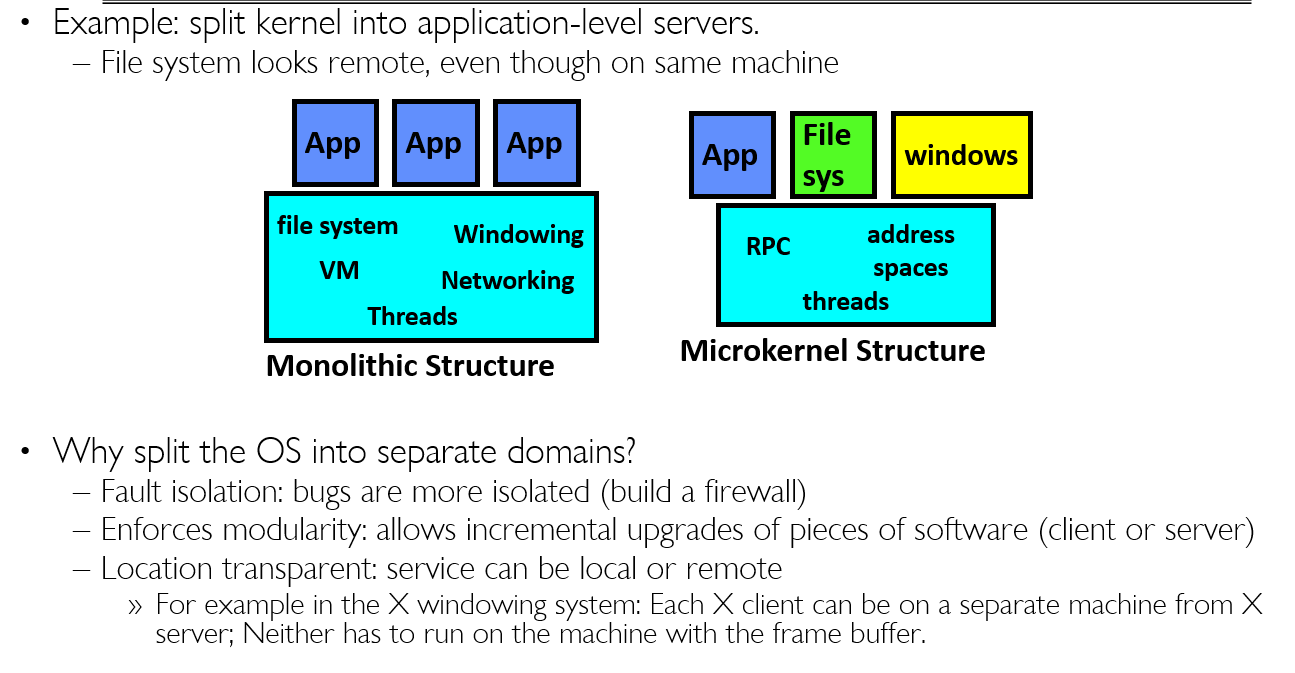 • Example: split kernel into application-level servers.
– File system looks remote, even though on same machine
App App App
App File sys windows
file system Windowing
VM Networking
Threads
Monolithic Structure
RPC address spaces
threads
Microkernel Structure
• Why split the OS into separate domains?
– Fault isolation: bugs are more isolated (build a firewall)
– Enforces modularity: allows incremental upgrades of pieces of software (client or server)
– Location transparent: service can be local or remote
» For example in the X windowing system: Each X client can be on a separate machine from X
server; Neither has to run on the machine with the frame buffer.